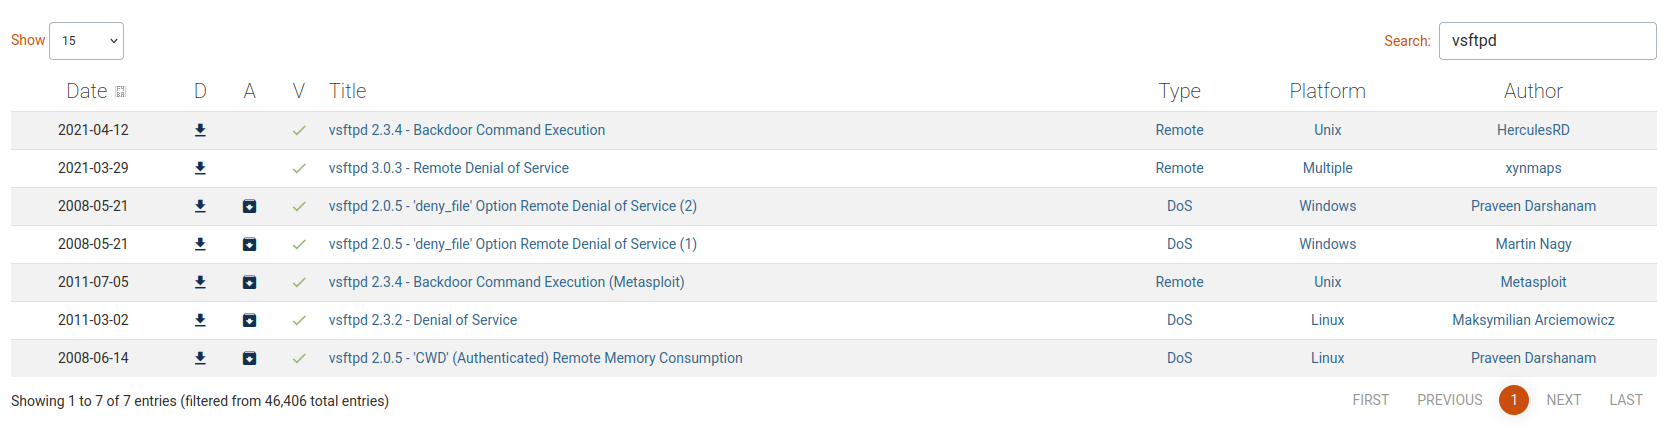 Show 15 Search: vsftpd
Date D A V Title Type Platform Author
2021-04-12 vsftpd 2.3.4 - Backdoor Command Execution Remote Unix HerculesRD
2021-03-29 vsftpd 3.0.3 - Remote Denial of Service Remote Multiple xynmaps
2008-05-21 vsftpd 2.0.5 - 'deny_file' Option Remote Denial of Service (2) DoS Windows Praveen Darshanam
2008-05-21 vsftpd 2.0.5 - 'deny_file' Option Remote Denial of Service (1) DoS Windows Martin Nagy
2011-07-05 vsftpd 2.3.4 - Backdoor Command Execution (Metasploit) Remote Unix Metasploit
2011-03-02 vsftpd 2.3.2 - Denial of Service DoS Linux Maksymilian Arciemowicz
2008-06-14 vsftpd 2.0.5 - 'CWD' (Authenticated) Remote Memory Consumption DoS Linux Praveen Darshanam
Showing 1 to 7 of 7 entries (filtered from 46,406 total entries) FIRST PREVIOUS 1 NEXT LAST